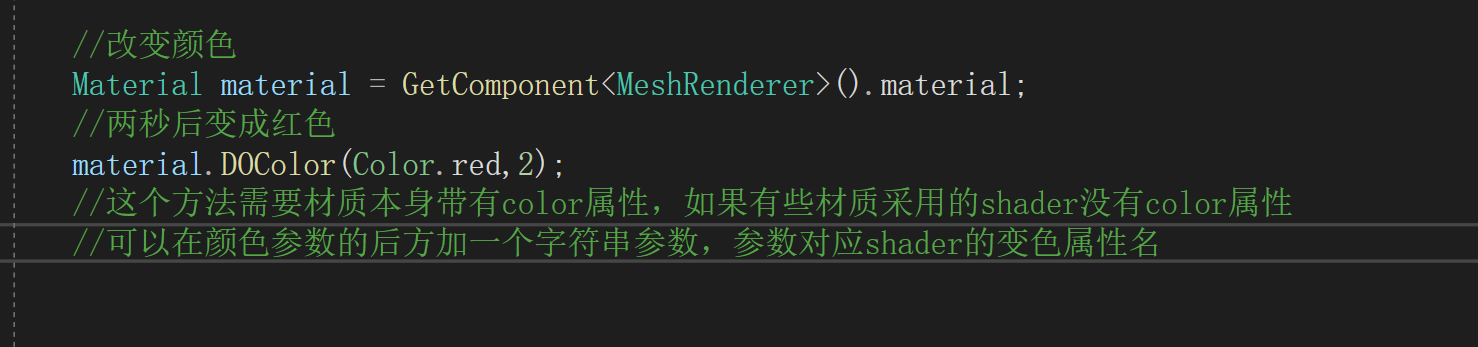 //改变颜色
Material material = GetComponent<MeshRenderer>().material;
//两秒后变成红色
material.DOColor(Color.red,2);
//这个方法需要材质本身带有color属性，如果有些材质采用的shader没有color属性
//可以在颜色参数的后方加一个字符串参数，参数对应shader的变色属性名